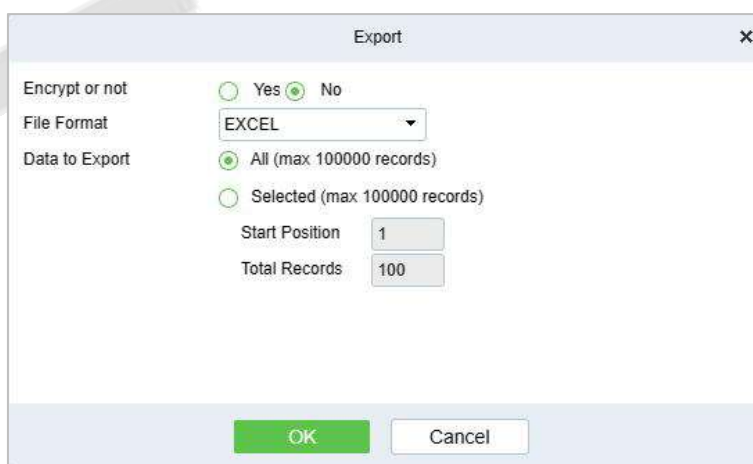 Export
Encrypt or not Yes No
File Format EXCEL
Data to Export All (max 100000 records)
Selected (max 100000 records)
Start Position 1
Total Records 100
OK Cancel